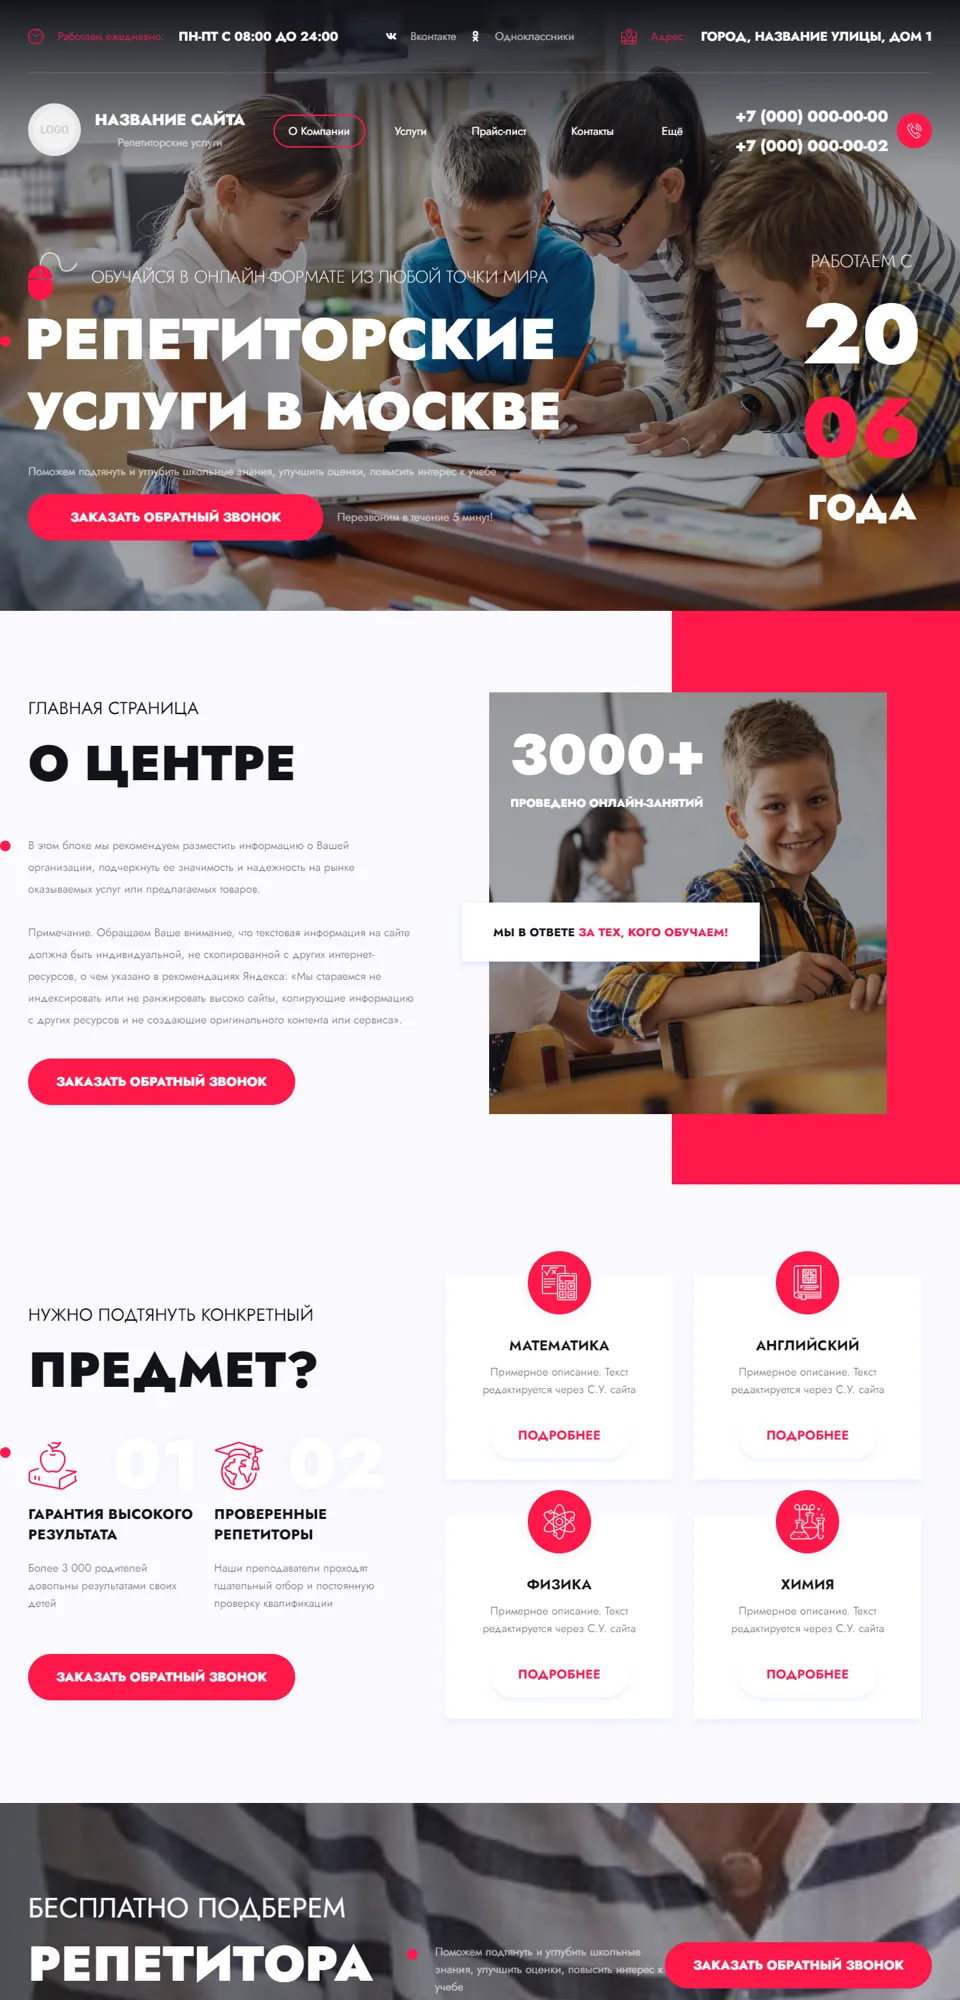 Работаем ежедневно: ПН-ПТ С 08:00 ДО 24:00
Вконтакте
Одноклассники
Адрес: ГОРОД, НАЗВАНИЕ УЛИЦЫ, ДОМ 1
LOGO
НАЗВАНИЕ САЙТА
Репетиторские услуги
О Компании
Услуги
Прайс-лист
Контакты
Ещё
+7 (000) 000-00-00
+7 (000) 000-00-02
ОБУЧАЙСЯ В ОНЛАЙН-ФОРМАТЕ ИЗ ЛЮБОЙ ТОЧКИ МИРА
РЕПЕТИТОРСКИЕ
УСЛУГИ В МОСКВЕ
Поможем подтянуть и углубить школьные знания, улучшить оценки, повысить интерес к учебе
ЗАКАЗАТЬ ОБРАТНЫЙ ЗВОНОК
Перезвоним в течение 5 минут!
РАБОТАЕМ С
20
06
ГОДА
ГЛАВНАЯ СТРАНИЦА
О ЦЕНТРЕ
В этом блоке мы рекомендуем разместить информацию о Вашей
организации, подчеркнуть ее значимость и надежность на рынке
оказываемых услуг или предлагаемых товаров.
Примечание. Обращаем Ваше внимание, что текстовая информация на сайте
должна быть индивидуальной, не скопированной с других интернет-
ресурсов, о чем указано в рекомендациях Яндекса: «Мы стараемся не
индексировать или не ранжировать высоко сайты, копирующие информацию
с других ресурсов и не создающие оригинального контента или сервиса».
ЗАКАЗАТЬ ОБРАТНЫЙ ЗВОНОК
3000+
ПРОВЕДЕНО ОНЛАЙН-ЗАНЯТИЙ
МЫ В ОТВЕТЕ ЗА ТЕХ, КОГО ОБУЧАЕМ!
НУЖНО ПОДТЯНУТЬ КОНКРЕТНЫЙ
ПРЕДМЕТ?
01
ГАРАНТИЯ ВЫСОКОГО
РЕЗУЛЬТАТА
Более 3 000 родителей
довольны результатами своих
детей
02
ПРОВЕРЕННЫЕ
РЕПЕТИТОРЫ
Наши преподаватели проходят
тщательный отбор и постоянную
проверку квалификации
ЗАКАЗАТЬ ОБРАТНЫЙ ЗВОНОК
МАТЕМАТИКА
Примерное описание. Текст
редактируется через С.У. сайта
ПОДРОБНЕЕ
АНГЛИЙСКИЙ
Примерное описание. Текст
редактируется через С.У. сайта
ПОДРОБНЕЕ
ФИЗИКА
Примерное описание. Текст
редактируется через С.У. сайта
ПОДРОБНЕЕ
ХИМИЯ
Примерное описание. Текст
редактируется через С.У. сайта
ПОДРОБНЕЕ
БЕСПЛАТНО ПОДБЕРЕМ
РЕПЕТИТОРА
Поможем подтянуть и углубить школьные
знания, улучшить оценки, повысить интерес к
учебе
ЗАКАЗАТЬ ОБРАТНЫЙ ЗВОНОК